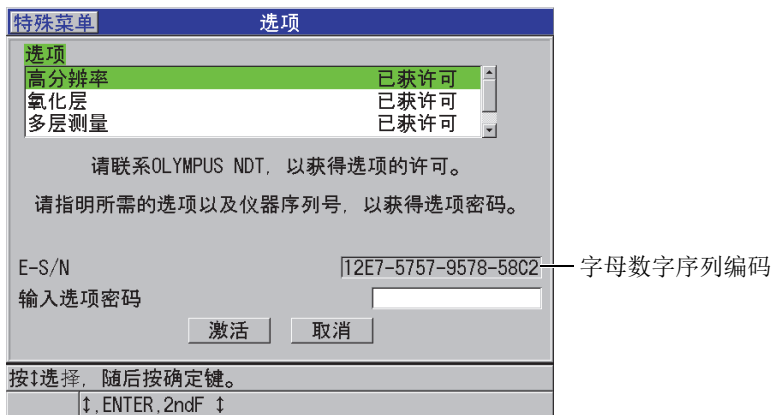 特殊菜单 选项
选项
高分辨率 已获许可
氧化层 已获许可
多层测量 已获许可
请联系OLYMPUS NDT, 以获得选项的许可。
请指明所需的选项以及仪器序列号, 以获得选项密码。
E-S/N 12E7-5757-9578-58C2 字母数字序列编码
输入选项密码
激活 取消
按↕选择, 随后按确定键。
↕,ENTER,2ndF ↕